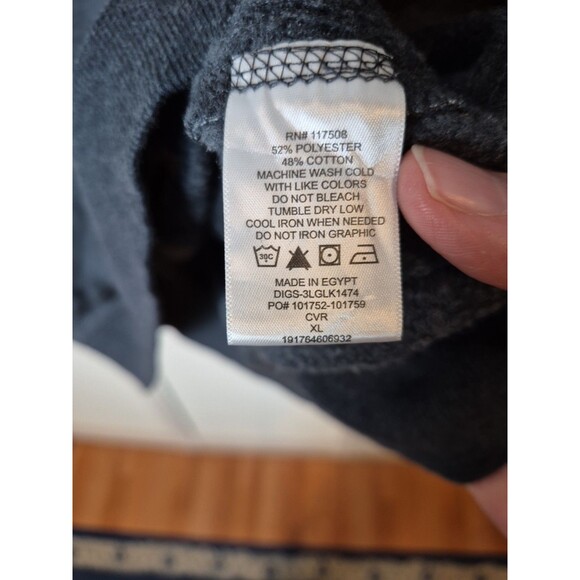 RN# 117508
52% POLYESTER
48% COTTON
MACHINE WASH COLD
WITH LIKE COLORS
DO NOT BLEACH
TUMBLE DRY LOW
COOL IRON WHEN NEEDED
DO NOT IRON GRAPHIC
30C
MADE IN EGYPT
DIGS-3LGLK1474
PO# 101752-101759
CVR
XL
191764606932